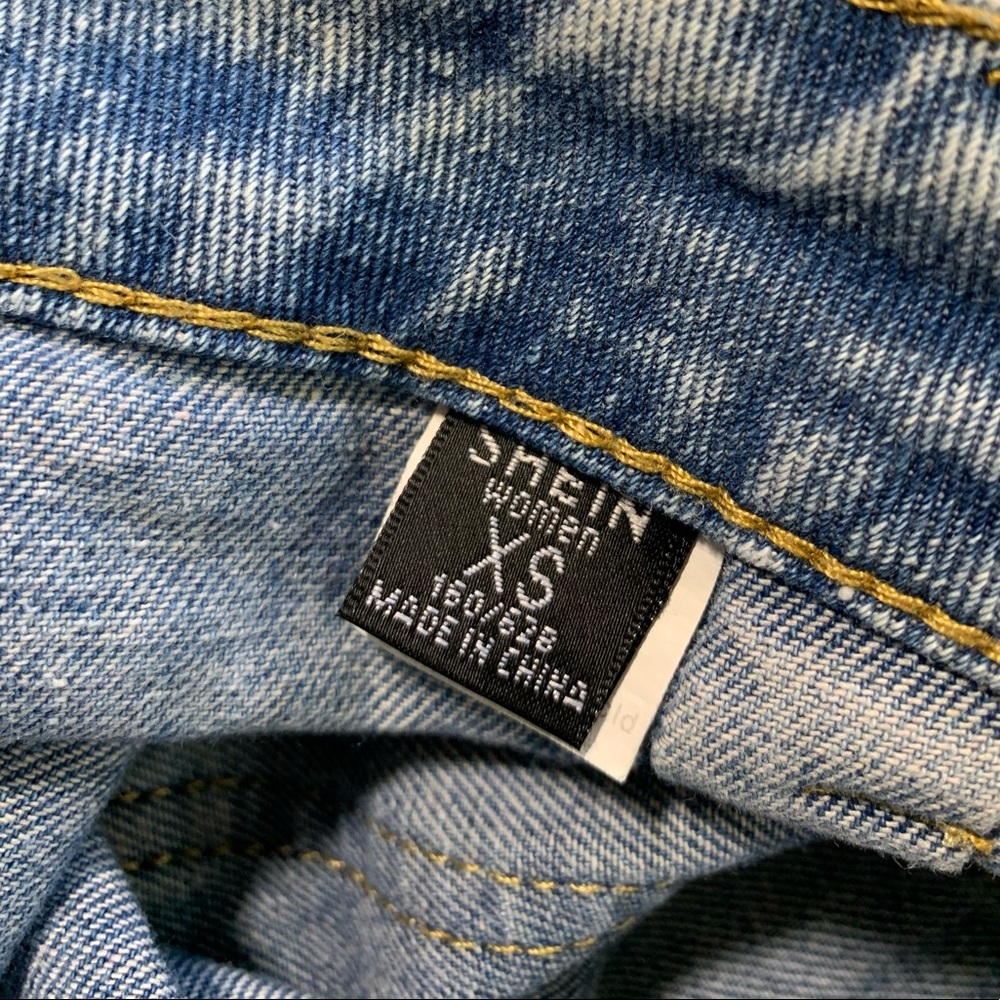 SHEIN
women
XS
160/62B
MADE IN CHINA